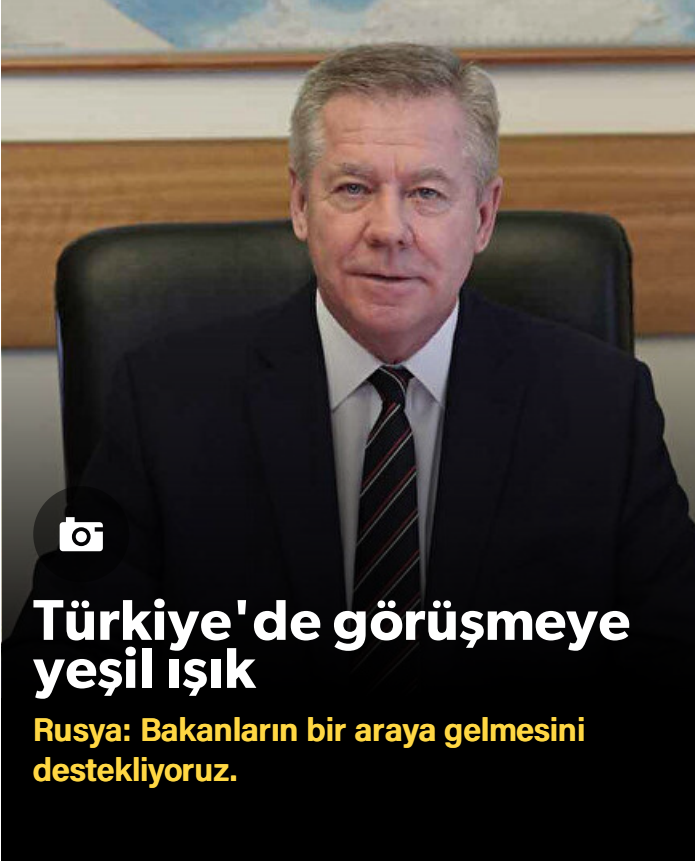 Türkiye'de görüşmeye
yeşil ışık
Rusya: Bakanların bir araya gelmesini
destekliyoruz.